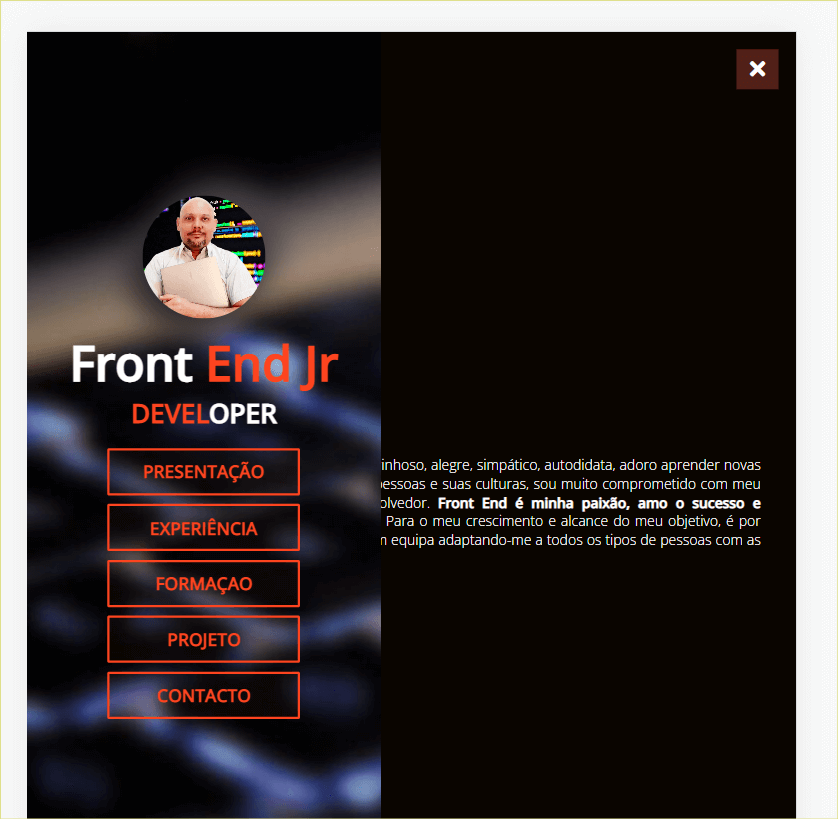 Front End Jr
DEVELOPER
PRESENTAÇÃO
EXPERIÊNCIA
FORMAÇAO
PROJETO
CONTACTO
inhoso, alegre, simpático, autodidata, adoro aprender novas
pessoas e suas culturas, sou muito comprometido com meu
olvedor. Front End é minha paixão, amo o sucesso e
Para o meu crescimento e alcance do meu objetivo, é por
equipa adaptando-me a todos os tipos de pessoas com as